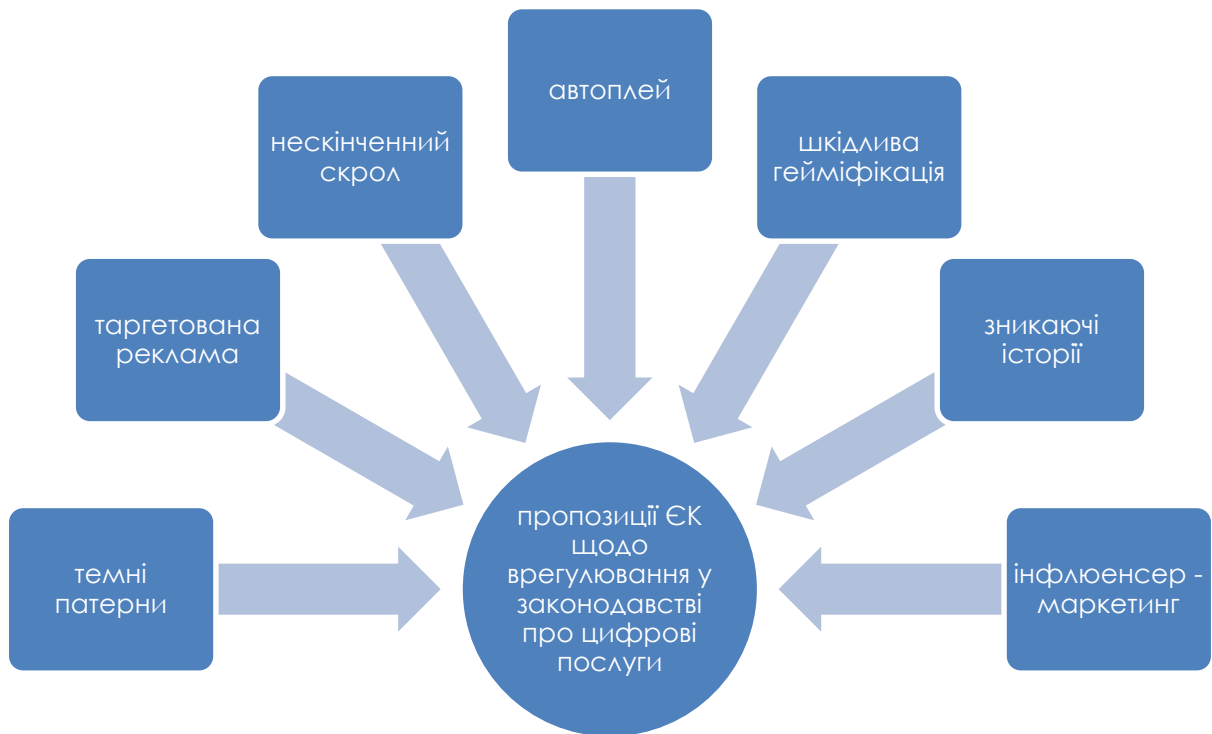 автоплей
нескінченний
скрол
шкідлива
гейміфікація
таргетована
реклама
зникаючі
історії
темні
патерни
пропозиції ЄК
щодо
врегулювання у
законодавстві
про цифрові
послуги
інфлюенсер -
маркетинг